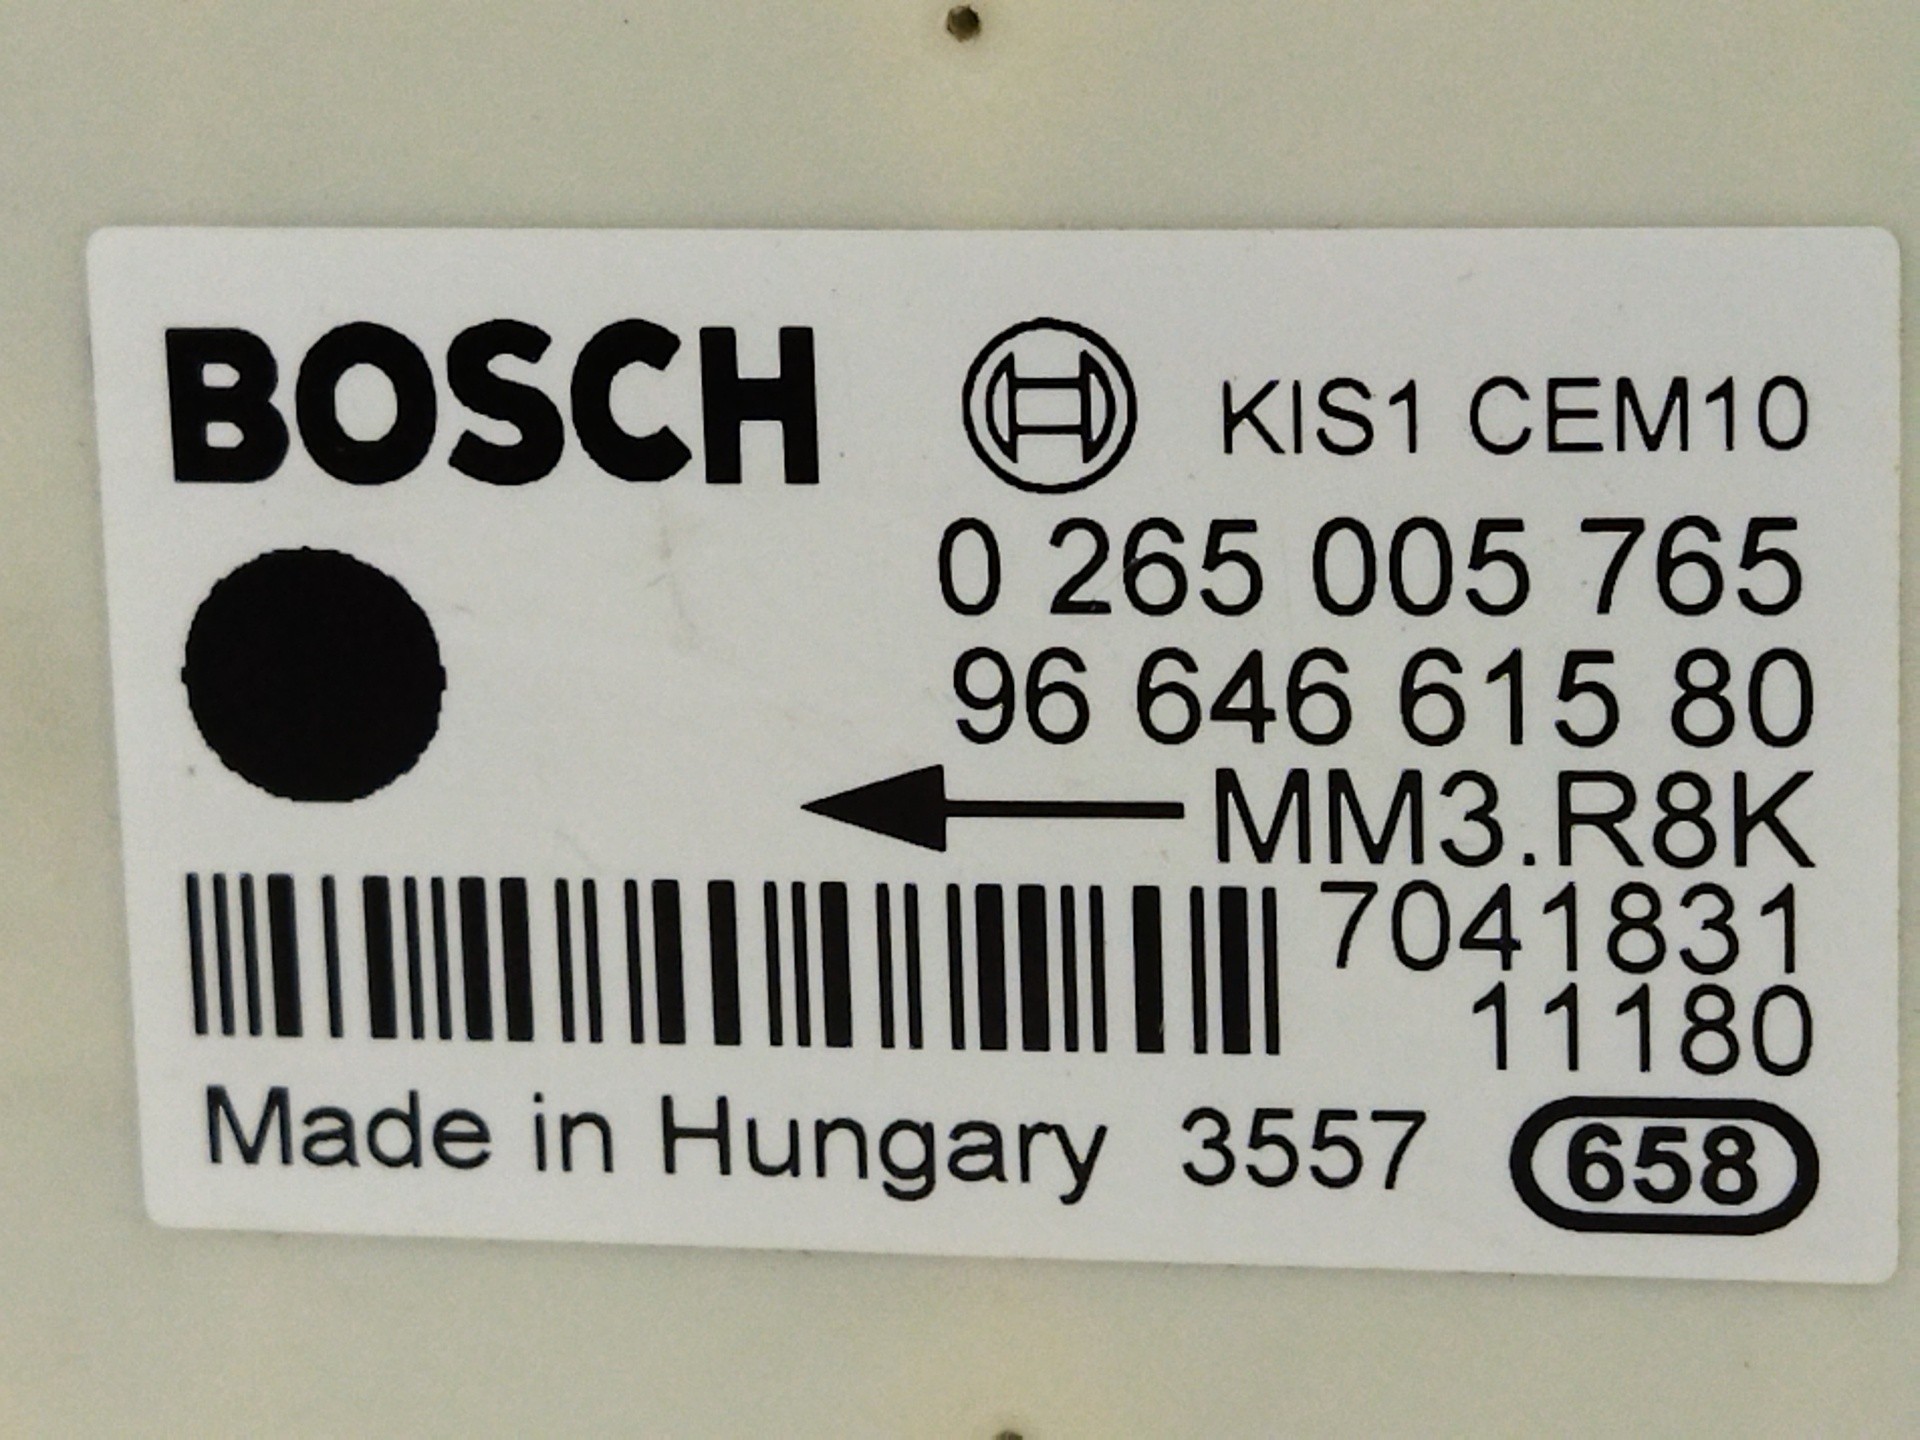 BOSCH KIS1 CEM10
0 265 005 765
96 646 615 80
MM3.R8K
7041831
11180
Made in Hungary 3557 658